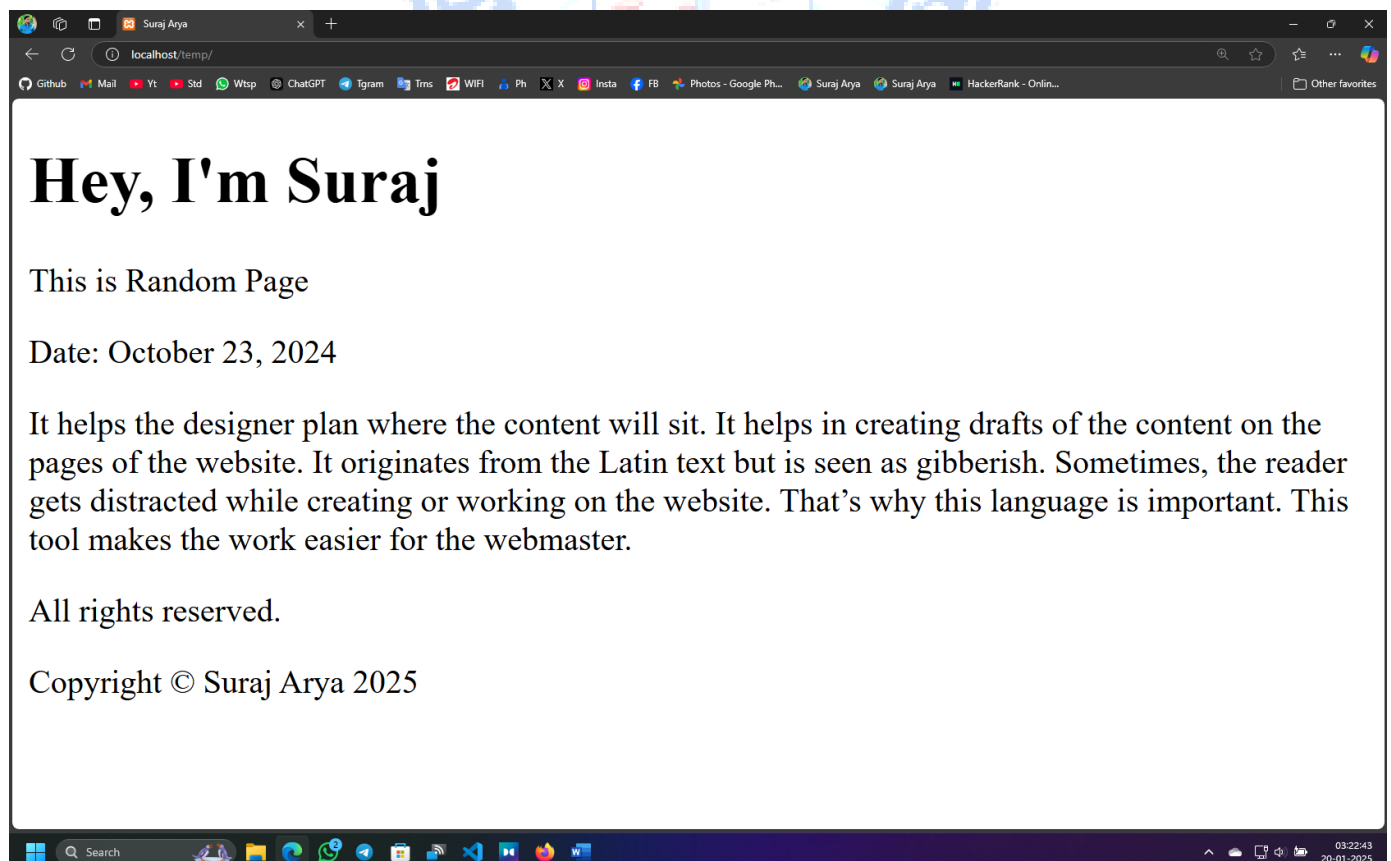 Suraj Arya
localhost/temp/
Github Mail Yt Std Wtsp ChatGPT Tgram Trns WIFI Ph X Insta FB Photos - Google Ph... Suraj Arya Suraj Arya HackerRank - Onlin... Other favorites
Hey, I'm Suraj
This is Random Page
Date: October 23, 2024
It helps the designer plan where the content will sit. It helps in creating drafts of the content on the
pages of the website. It originates from the Latin text but is seen as gibberish. Sometimes, the reader
gets distracted while creating or working on the website. That’s why this language is important. This
tool makes the work easier for the webmaster.
All rights reserved.
Copyright © Suraj Arya 2025
Search
2
03:22:43
20-01-2025